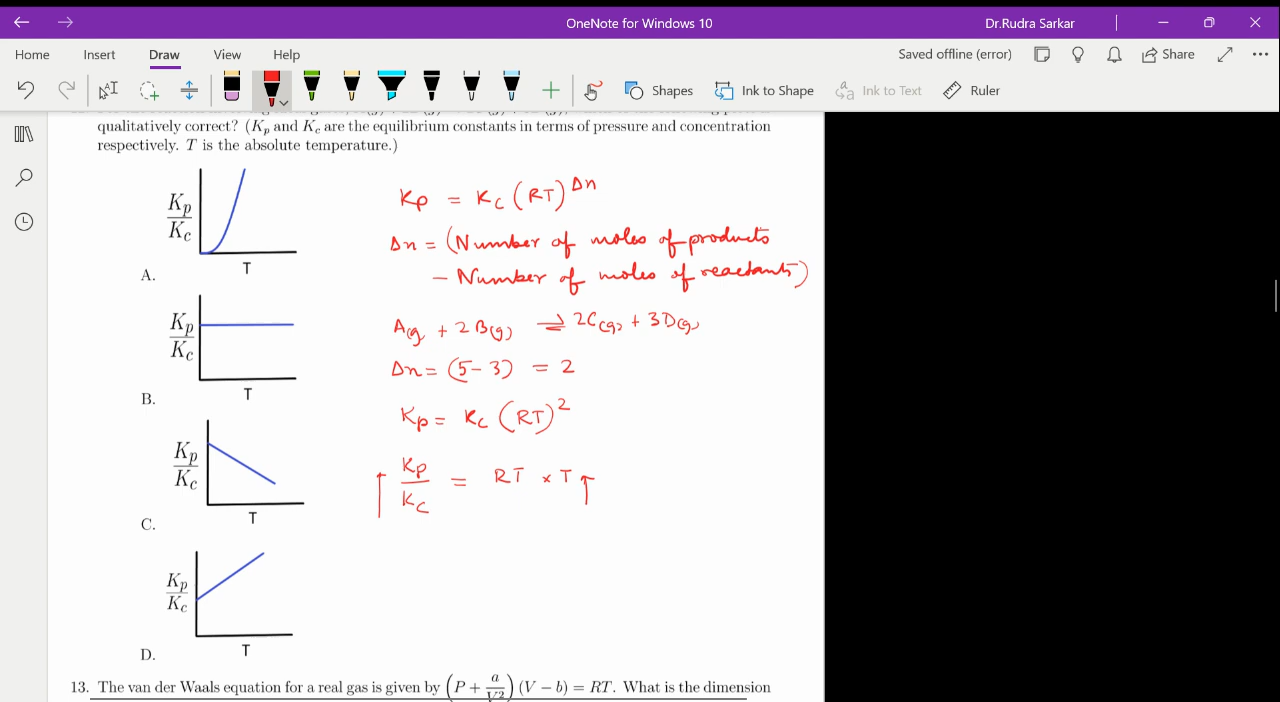 OneNote for Windows 10
Dr.Rudra Sarkar
Home Insert Draw View Help
Saved offline (error)
Share
Shapes
Ink to Shape
Ink to Text
Ruler
qualitatively correct? (Kp and Kc are the equilibrium constants in terms of pressure and concentration
respectively. T is the absolute temperature.)
Kp/Kc
T
A.
Kp/Kc
T
B.
Kp/Kc
T
C.
Kp/Kc
T
D.
Kp = Kc (RT)^Δn
Δn = (Number of moles of products
– Number of moles of reactants)
A(g + 2B(g) ⇌ 2C(g) + 3D(g)
Δn = (5-3) = 2
Kp = Kc (RT)²
↑ Kp/Kc = RT × T ↑
13. The van der Waals equation for a real gas is given by (P + a/V²) (V − b) = RT. What is the dimension